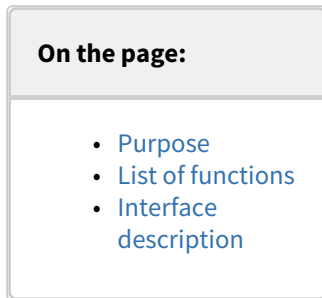 On the page:
• Purpose
• List of functions
• Interface
description